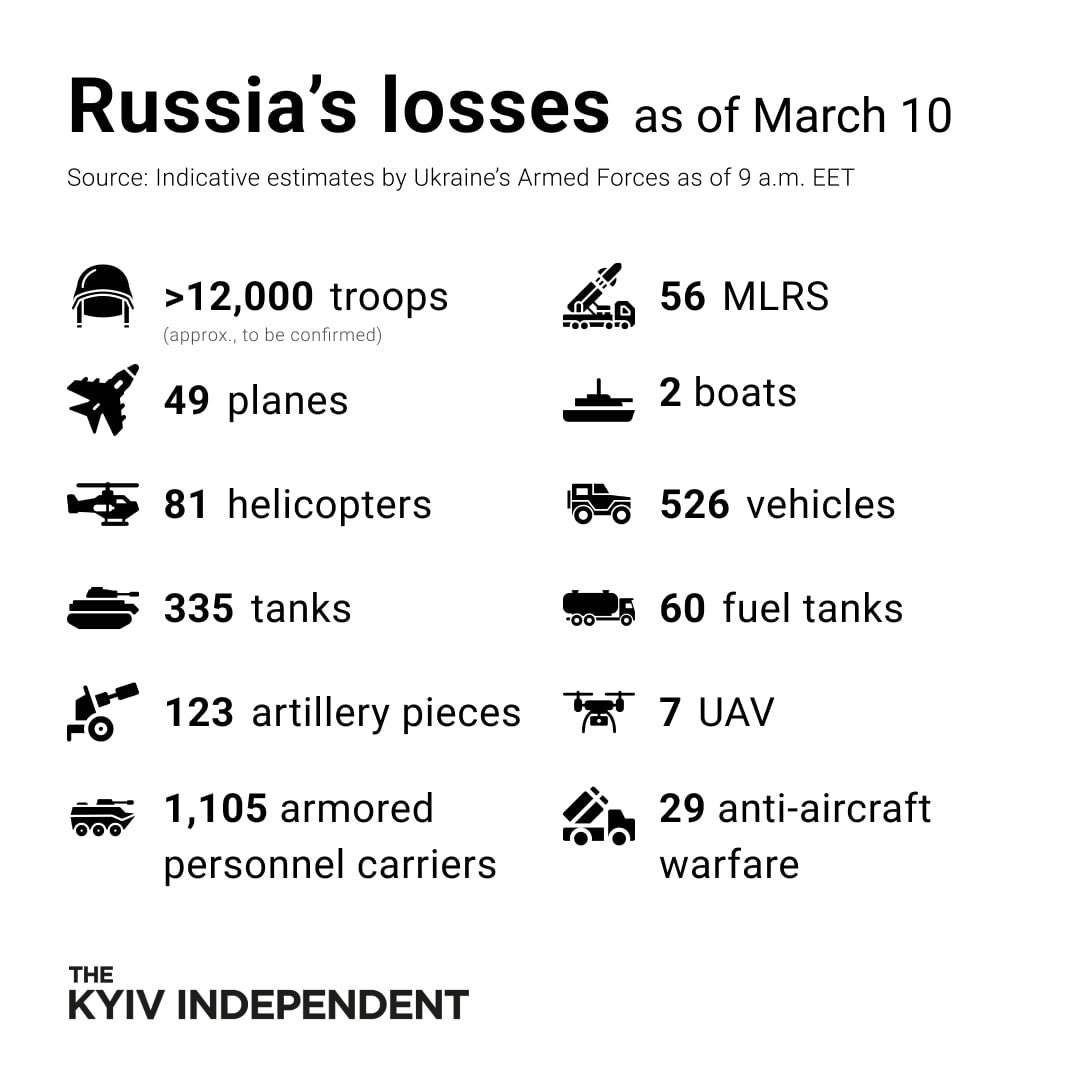 Russia’s losses as of March 10
Source: Indicative estimates by Ukraine’s Armed Forces as of 9 a.m. EET
>12,000 troops
(approx., to be confirmed)
49 planes
81 helicopters
335 tanks
123 artillery pieces
1,105 armored
personnel carriers
56 MLRS
2 boats
526 vehicles
60 fuel tanks
7 UAV
29 anti-aircraft
warfare
THE
KYIV INDEPENDENT